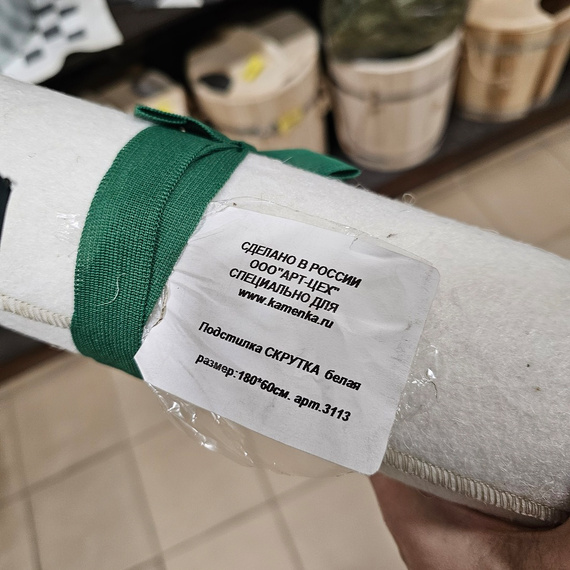 СДЕЛАНО В РОССИИ
ООО"АРТ-ЦЕХ"
СПЕЦИАЛЬНО ДЛЯ
www.kamenka.ru
Подстилка СКРУТКА белая
размер:180*60см. арт.3113